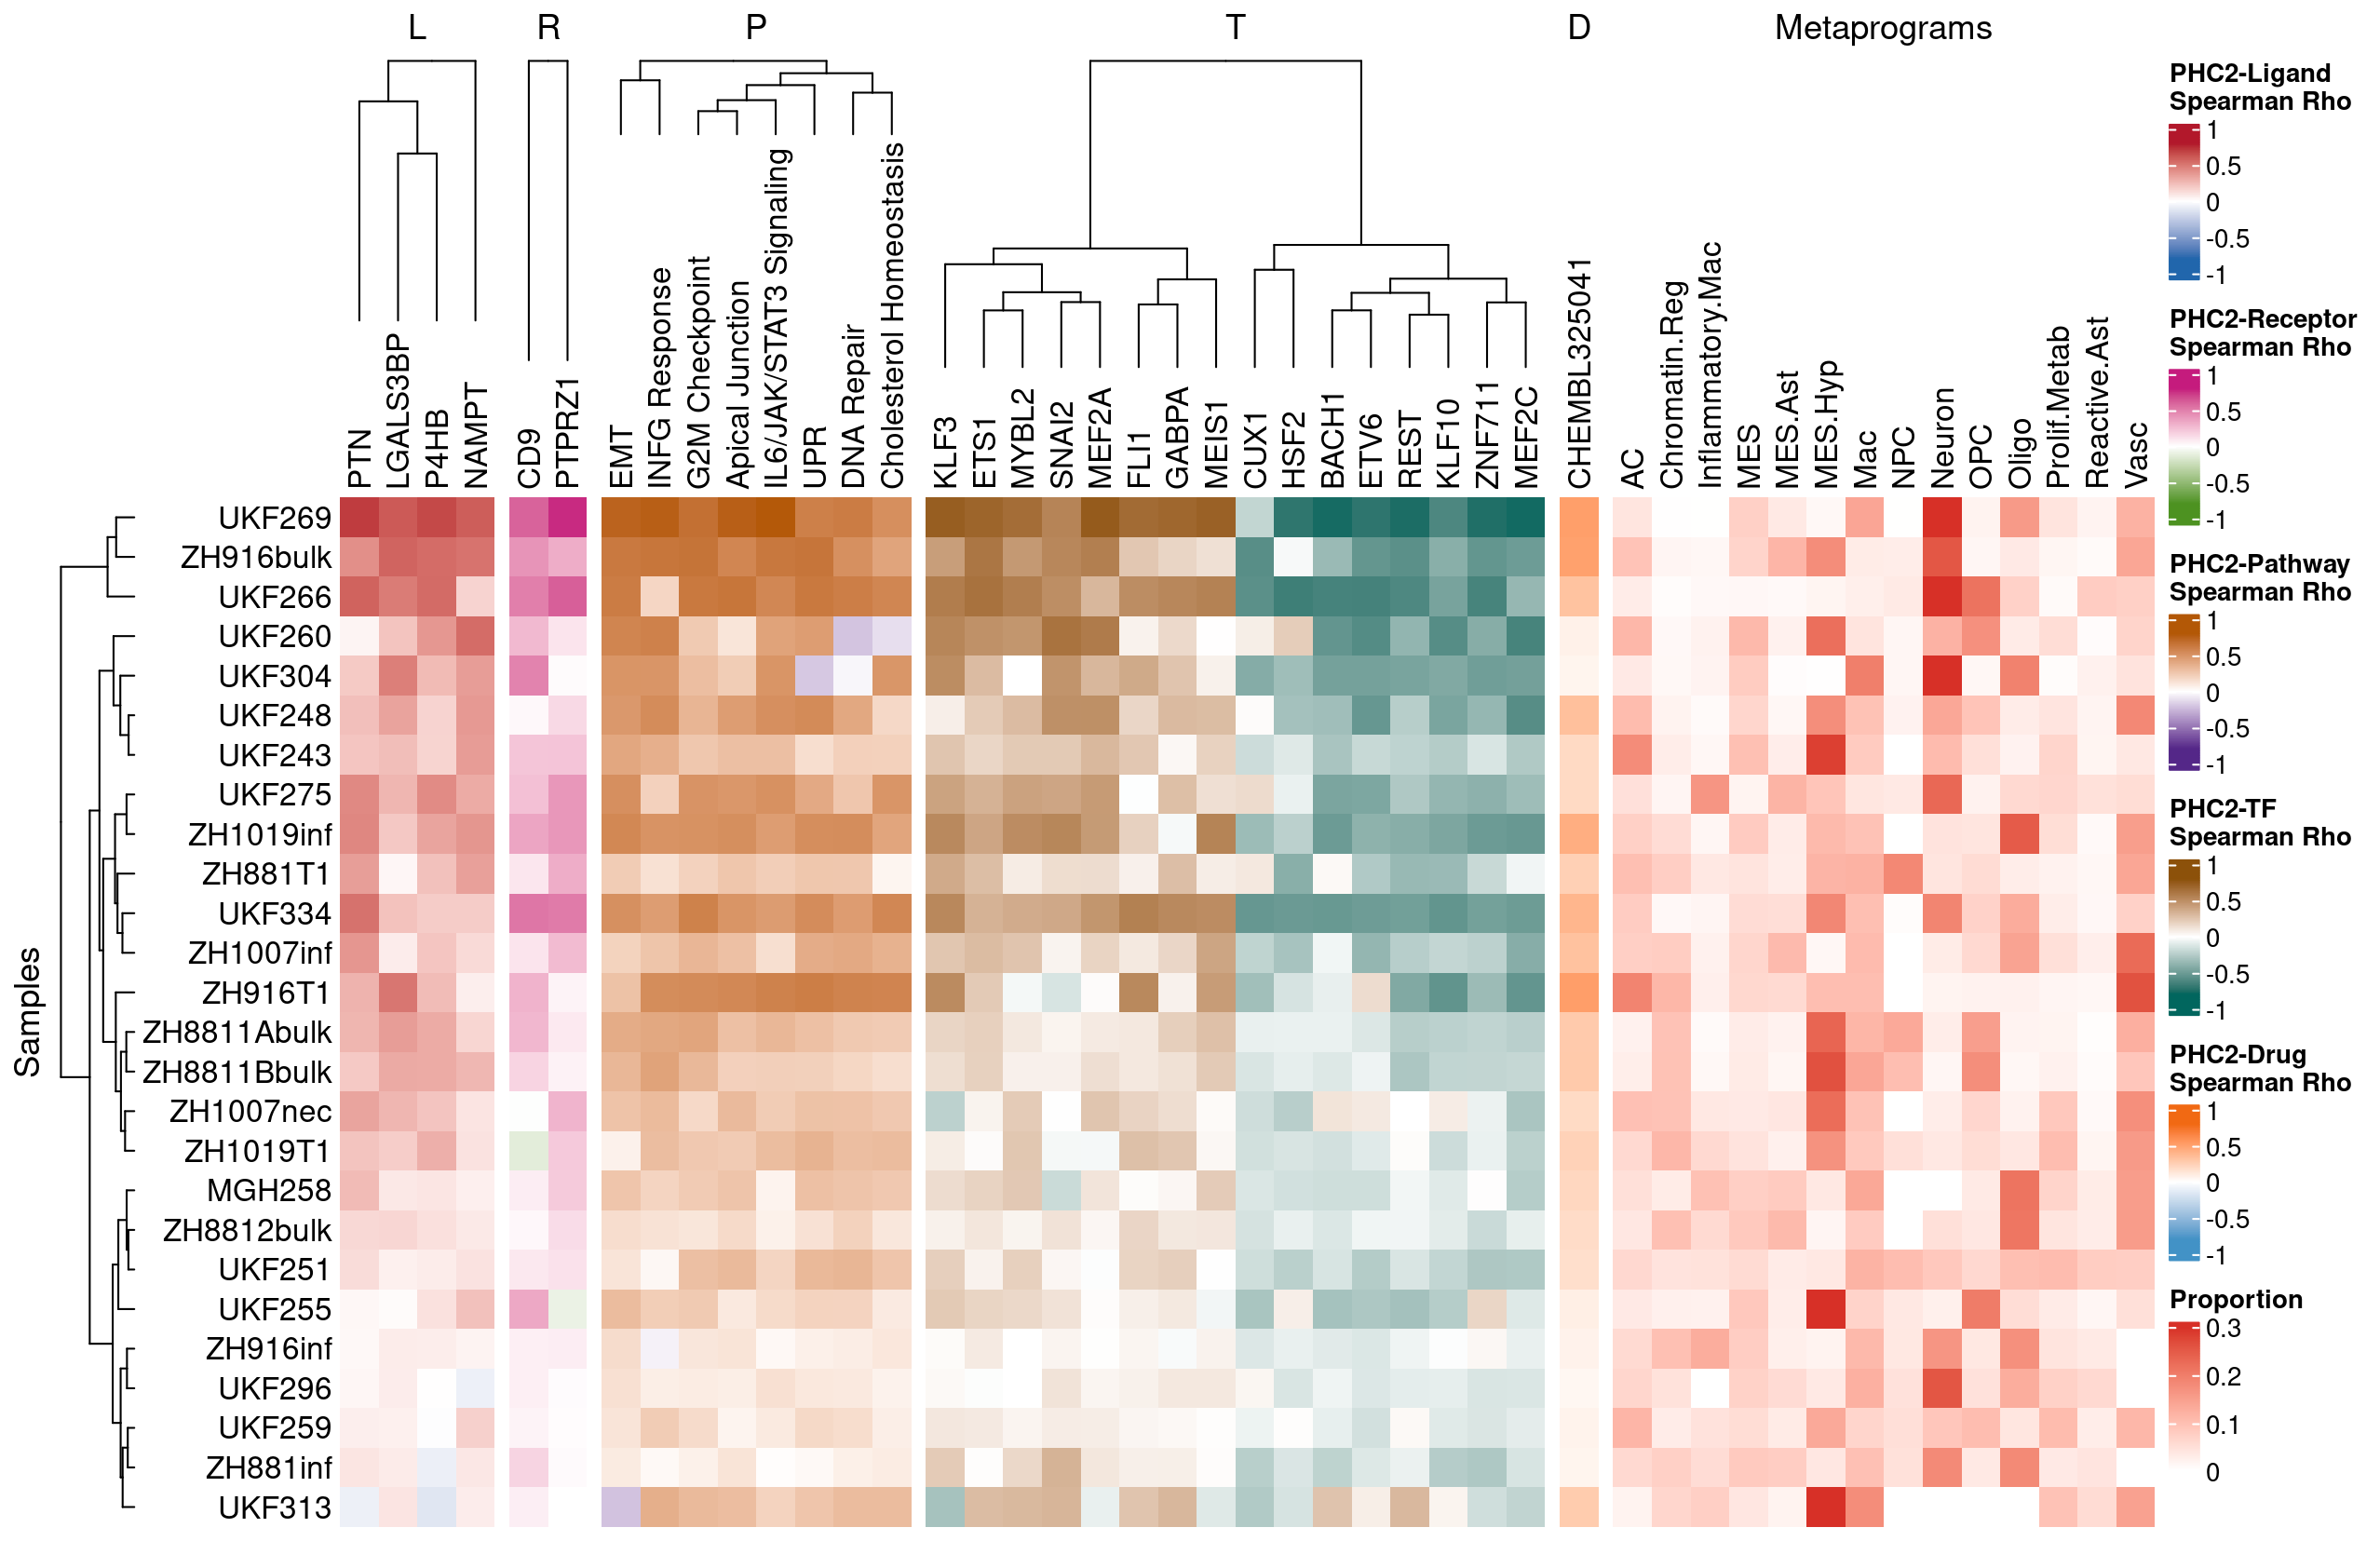 L
R
P
T
D
Metaprograms
PTN
LGALS3BP
P4HB
NAMPT
CD9
PTPRZ1
EMT
INFG Response
G2M Checkpoint
Apical Junction
IL6/JAK/STAT3 Signaling
UPR
DNA Repair
Cholesterol Homeostasis
KLF3
ETS1
MYBL2
SNAI2
MEF2A
FLI1
GABPA
MEIS1
CUX1
HSF2
BACH1
ETV6
REST
KLF10
ZNF711
MEF2C
CHEMBL325041
AC
Chromatin.Reg
Inflammatory.Mac
MES
MES.Ast
MES.Hyp
Mac
NPC
Neuron
OPC
Oligo
Prolif.Metab
Reactive.Ast
Vasc
Samples
UKF269
ZH916bulk
UKF266
UKF260
UKF304
UKF248
UKF243
UKF275
ZH1019inf
ZH881T1
UKF334
ZH1007inf
ZH916T1
ZH8811Abulk
ZH8811Bbulk
ZH1007nec
ZH1019T1
MGH258
ZH8812bulk
UKF251
UKF255
ZH916inf
UKF296
UKF259
ZH881inf
UKF313
PHC2-Ligand
Spearman Rho
1
0.5
0
-0.5
-1
PHC2-Receptor
Spearman Rho
1
0.5
0
-0.5
-1
PHC2-Pathway
Spearman Rho
1
0.5
0
-0.5
-1
PHC2-TF
Spearman Rho
1
0.5
0
-0.5
-1
PHC2-Drug
Spearman Rho
1
0.5
0
-0.5
-1
Proportion
0.3
0.2
0.1
0